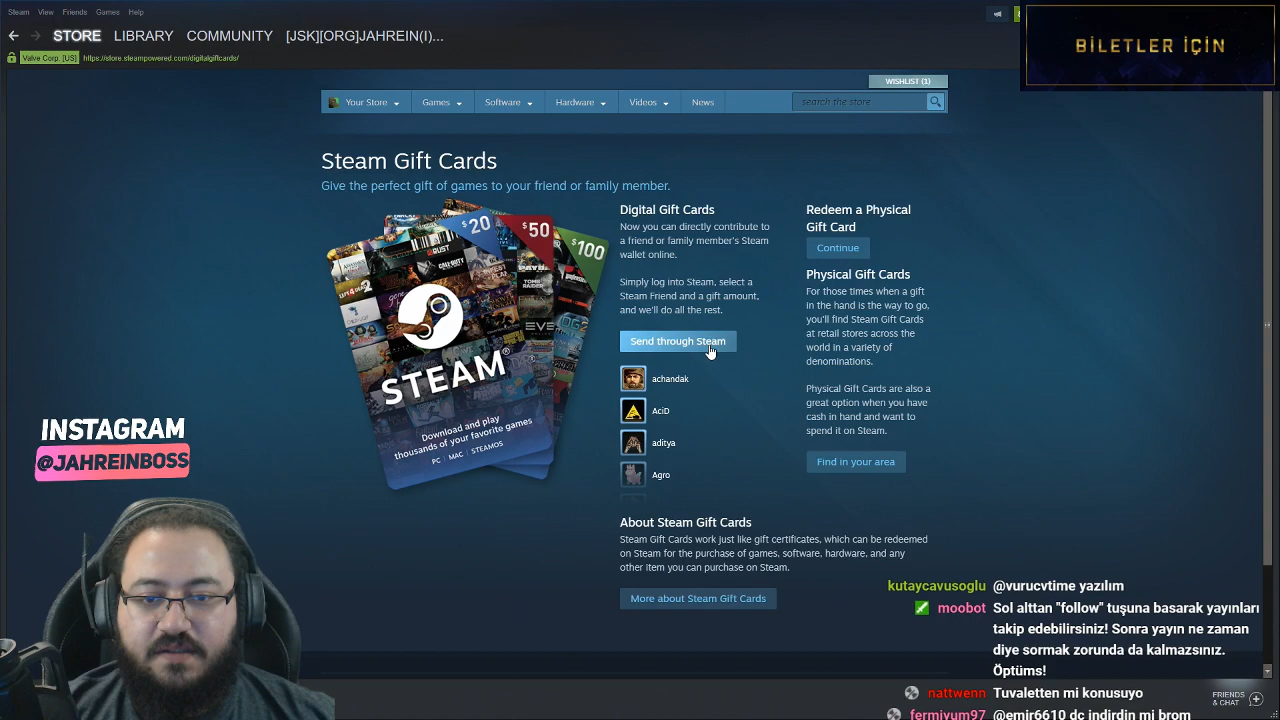 Steam View Friends Games Help
STORE LIBRARY COMMUNITY [JSK][ORG]JAHREIN(I)...
Valve Corp. [US] https://store.steampowered.com/digitalgiftcards/
BİLETLER İÇİN
WISHLIST (1)
Your Store Games Software Hardware Videos News search the store
Steam Gift Cards
Give the perfect gift of games to your friend or family member.
$20
$50
$100
STEAM®
Download and play
thousands of your favorite games
PC | MAC | STEAMOS
Digital Gift Cards
Now you can directly contribute to
a friend or family member's Steam
wallet online.
Simply log into Steam, select a
Steam Friend and a gift amount,
and we'll do all the rest.
Send through Steam
achandak
AciD
aditya
Agro
Redeem a Physical
Gift Card
Continue
Physical Gift Cards
For those times when a gift
in the hand is the way to go,
you'll find Steam Gift Cards
at retail stores across the
world in a variety of
denominations.
Physical Gift Cards are also a
great option when you have
cash in hand and want to
spend it on Steam.
Find in your area
About Steam Gift Cards
Steam Gift Cards work just like gift certificates, which can be redeemed
on Steam for the purchase of games, software, hardware, and any
other item you can purchase on Steam.
More about Steam Gift Cards
INSTAGRAM
@JAHREINBOSS
kutaycavusoglu @vurucvtime yazılım
moobot Sol alttan "follow" tuşuna basarak yayınları
takip edebilirsiniz! Sonra yayın ne zaman
diye sormak zorunda da kalmazsınız.
Öptüms!
nattwenn Tuvaletten mi konusuyo
fermiyum97 @emir6610 dc indirdin mi brom
FRIENDS
& CHAT